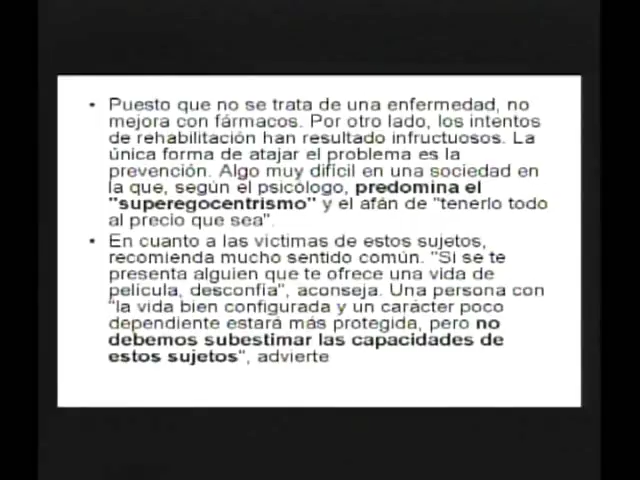 • Puesto que no se trata de una enfermedad, no
mejora con fármacos. Por otro lado, los intentos
de rehabilitación han resultado infructuosos. La
única forma de atajar el problema es la
prevención. Algo muy difícil en una sociedad en
la que, según el psicólogo, predomina el
"superegocentrismo" y el afán de "tenerlo todo
al precio que sea".
• En cuanto a las víctimas de estos sujetos,
recomienda mucho sentido común. "Si se te
presenta alguien que te ofrece una vida de
película, desconfía", aconseja. Una persona con
"la vida bien configurada y un carácter poco
dependiente estará más protegida, pero no
debemos subestimar las capacidades de
estos sujetos", advierte